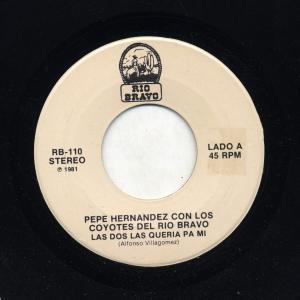 RIO
BRAVO
RB-110
STEREO
℗ 1981
LADO A
45 RPM
PEPE HERNANDEZ CON LOS
COYOTES DEL RIO BRAVO
LAS DOS LAS QUERIA PA MI
(Alfonso Villagomez)